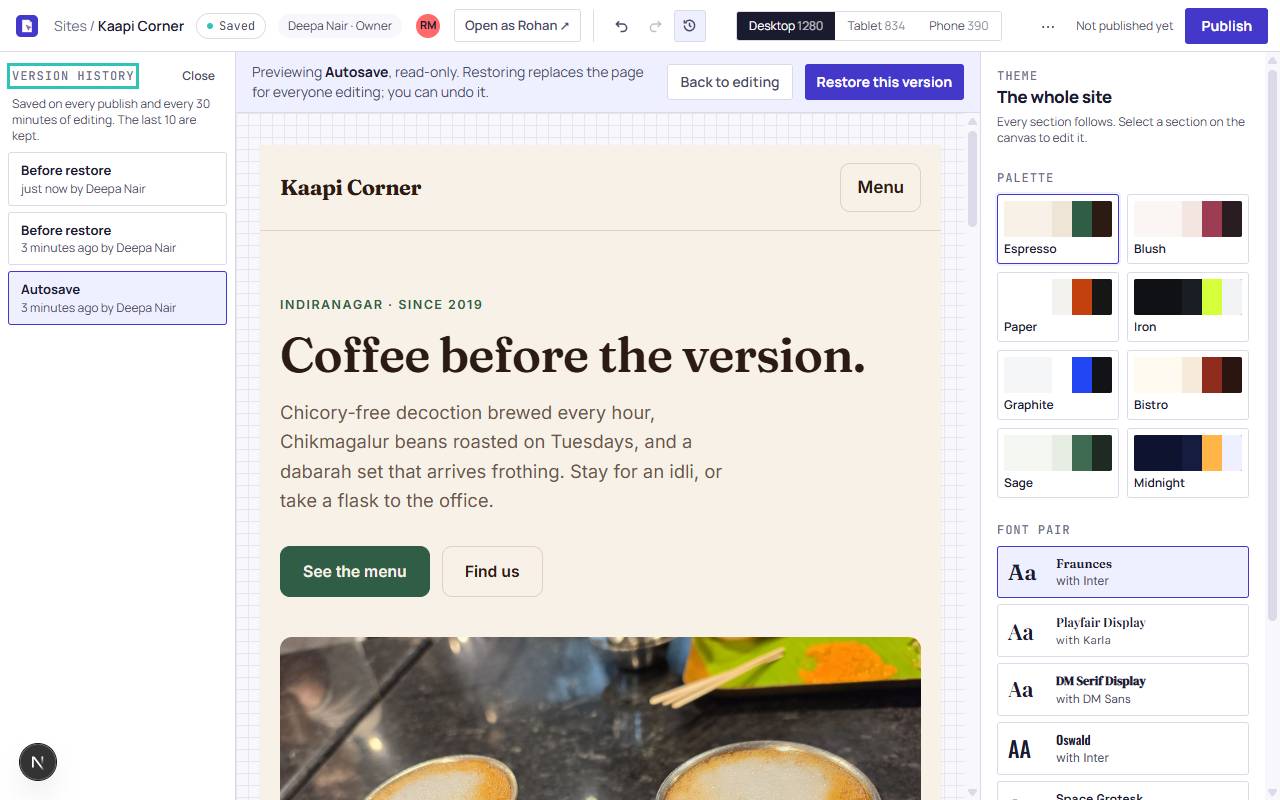 Sites / Kaapi Corner
Saved
Deepa Nair · Owner
RM
Open as Rohan ↗
Desktop 1280
Tablet 834
Phone 390
Not published yet
Publish
VERSION HISTORY
Close
Saved on every publish and every 30
minutes of editing. The last 10 are
kept.
Before restore
just now by Deepa Nair
Before restore
3 minutes ago by Deepa Nair
Autosave
3 minutes ago by Deepa Nair
N
Previewing Autosave, read-only. Restoring replaces the page
for everyone editing; you can undo it.
Back to editing
Restore this version
Kaapi Corner
Menu
INDIRANAGAR · SINCE 2019
Coffee before the version.
Chicory-free decoction brewed every hour,
Chikmagalur beans roasted on Tuesdays, and a
dabarah set that arrives frothing. Stay for an idli, or
take a flask to the office.
See the menu
Find us
THEME
The whole site
Every section follows. Select a section on the
canvas to edit it.
PALETTE
Espresso
Blush
Paper
Iron
Graphite
Bistro
Sage
Midnight
FONT PAIR
Aa
Fraunces
with Inter
Aa
Playfair Display
with Karla
Aa
DM Serif Display
with DM Sans
AA
Oswald
with Inter
Space Grotesk